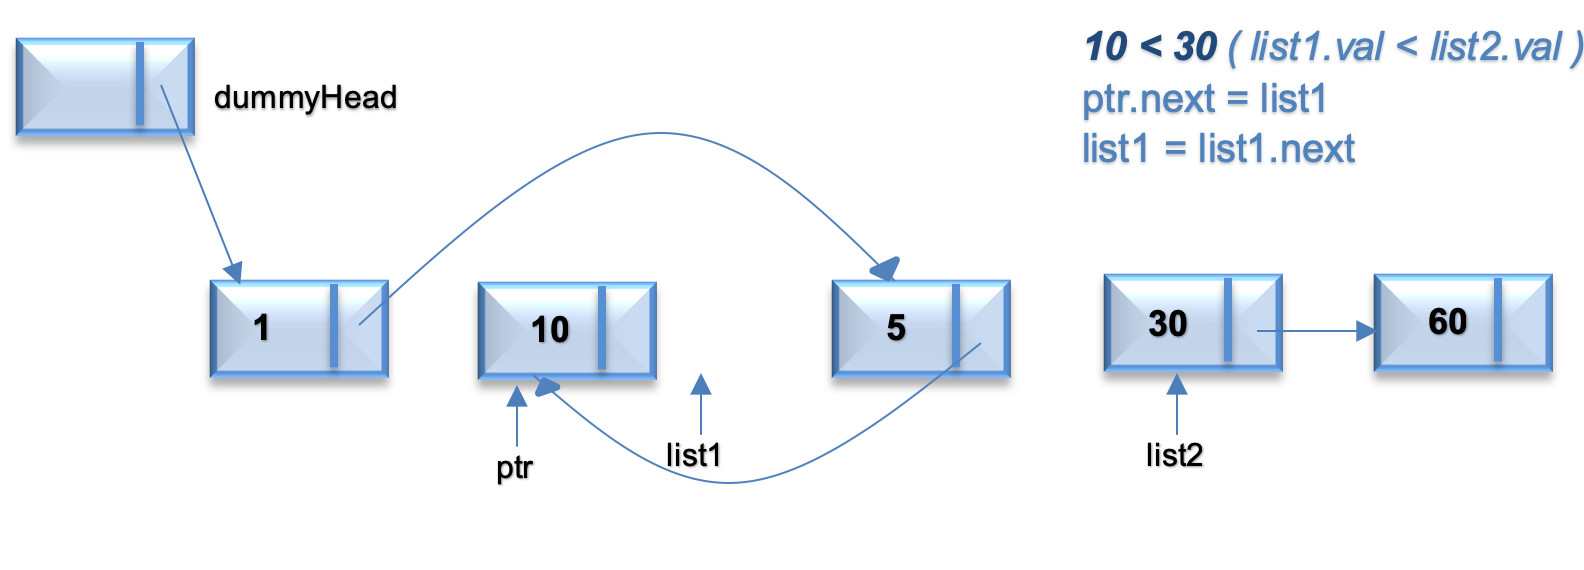 10 < 30 ( list1.val < list2.val )
ptr.next = list1
list1 = list1.next
dummyHead
1
10
5
30
60
ptr
list1
list2